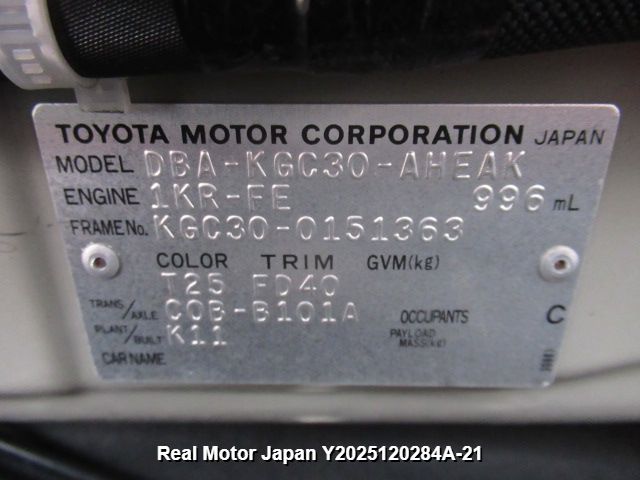 TOYOTA MOTOR CORPORATION JAPAN
MODEL DBA-KGC30-AHEAK
ENGINE 1KR-FE 996 mL
FRAME No. KGC30-0151363
COLOR TRIM GVM(kg)
T25 FD40
TRANS/AXLE C0B-B101A OCCUPANTS C
PLANT/BUILT K11 PAYLOAD MASS(kg)
CAR NAME
Real Motor Japan Y2025120284A-21